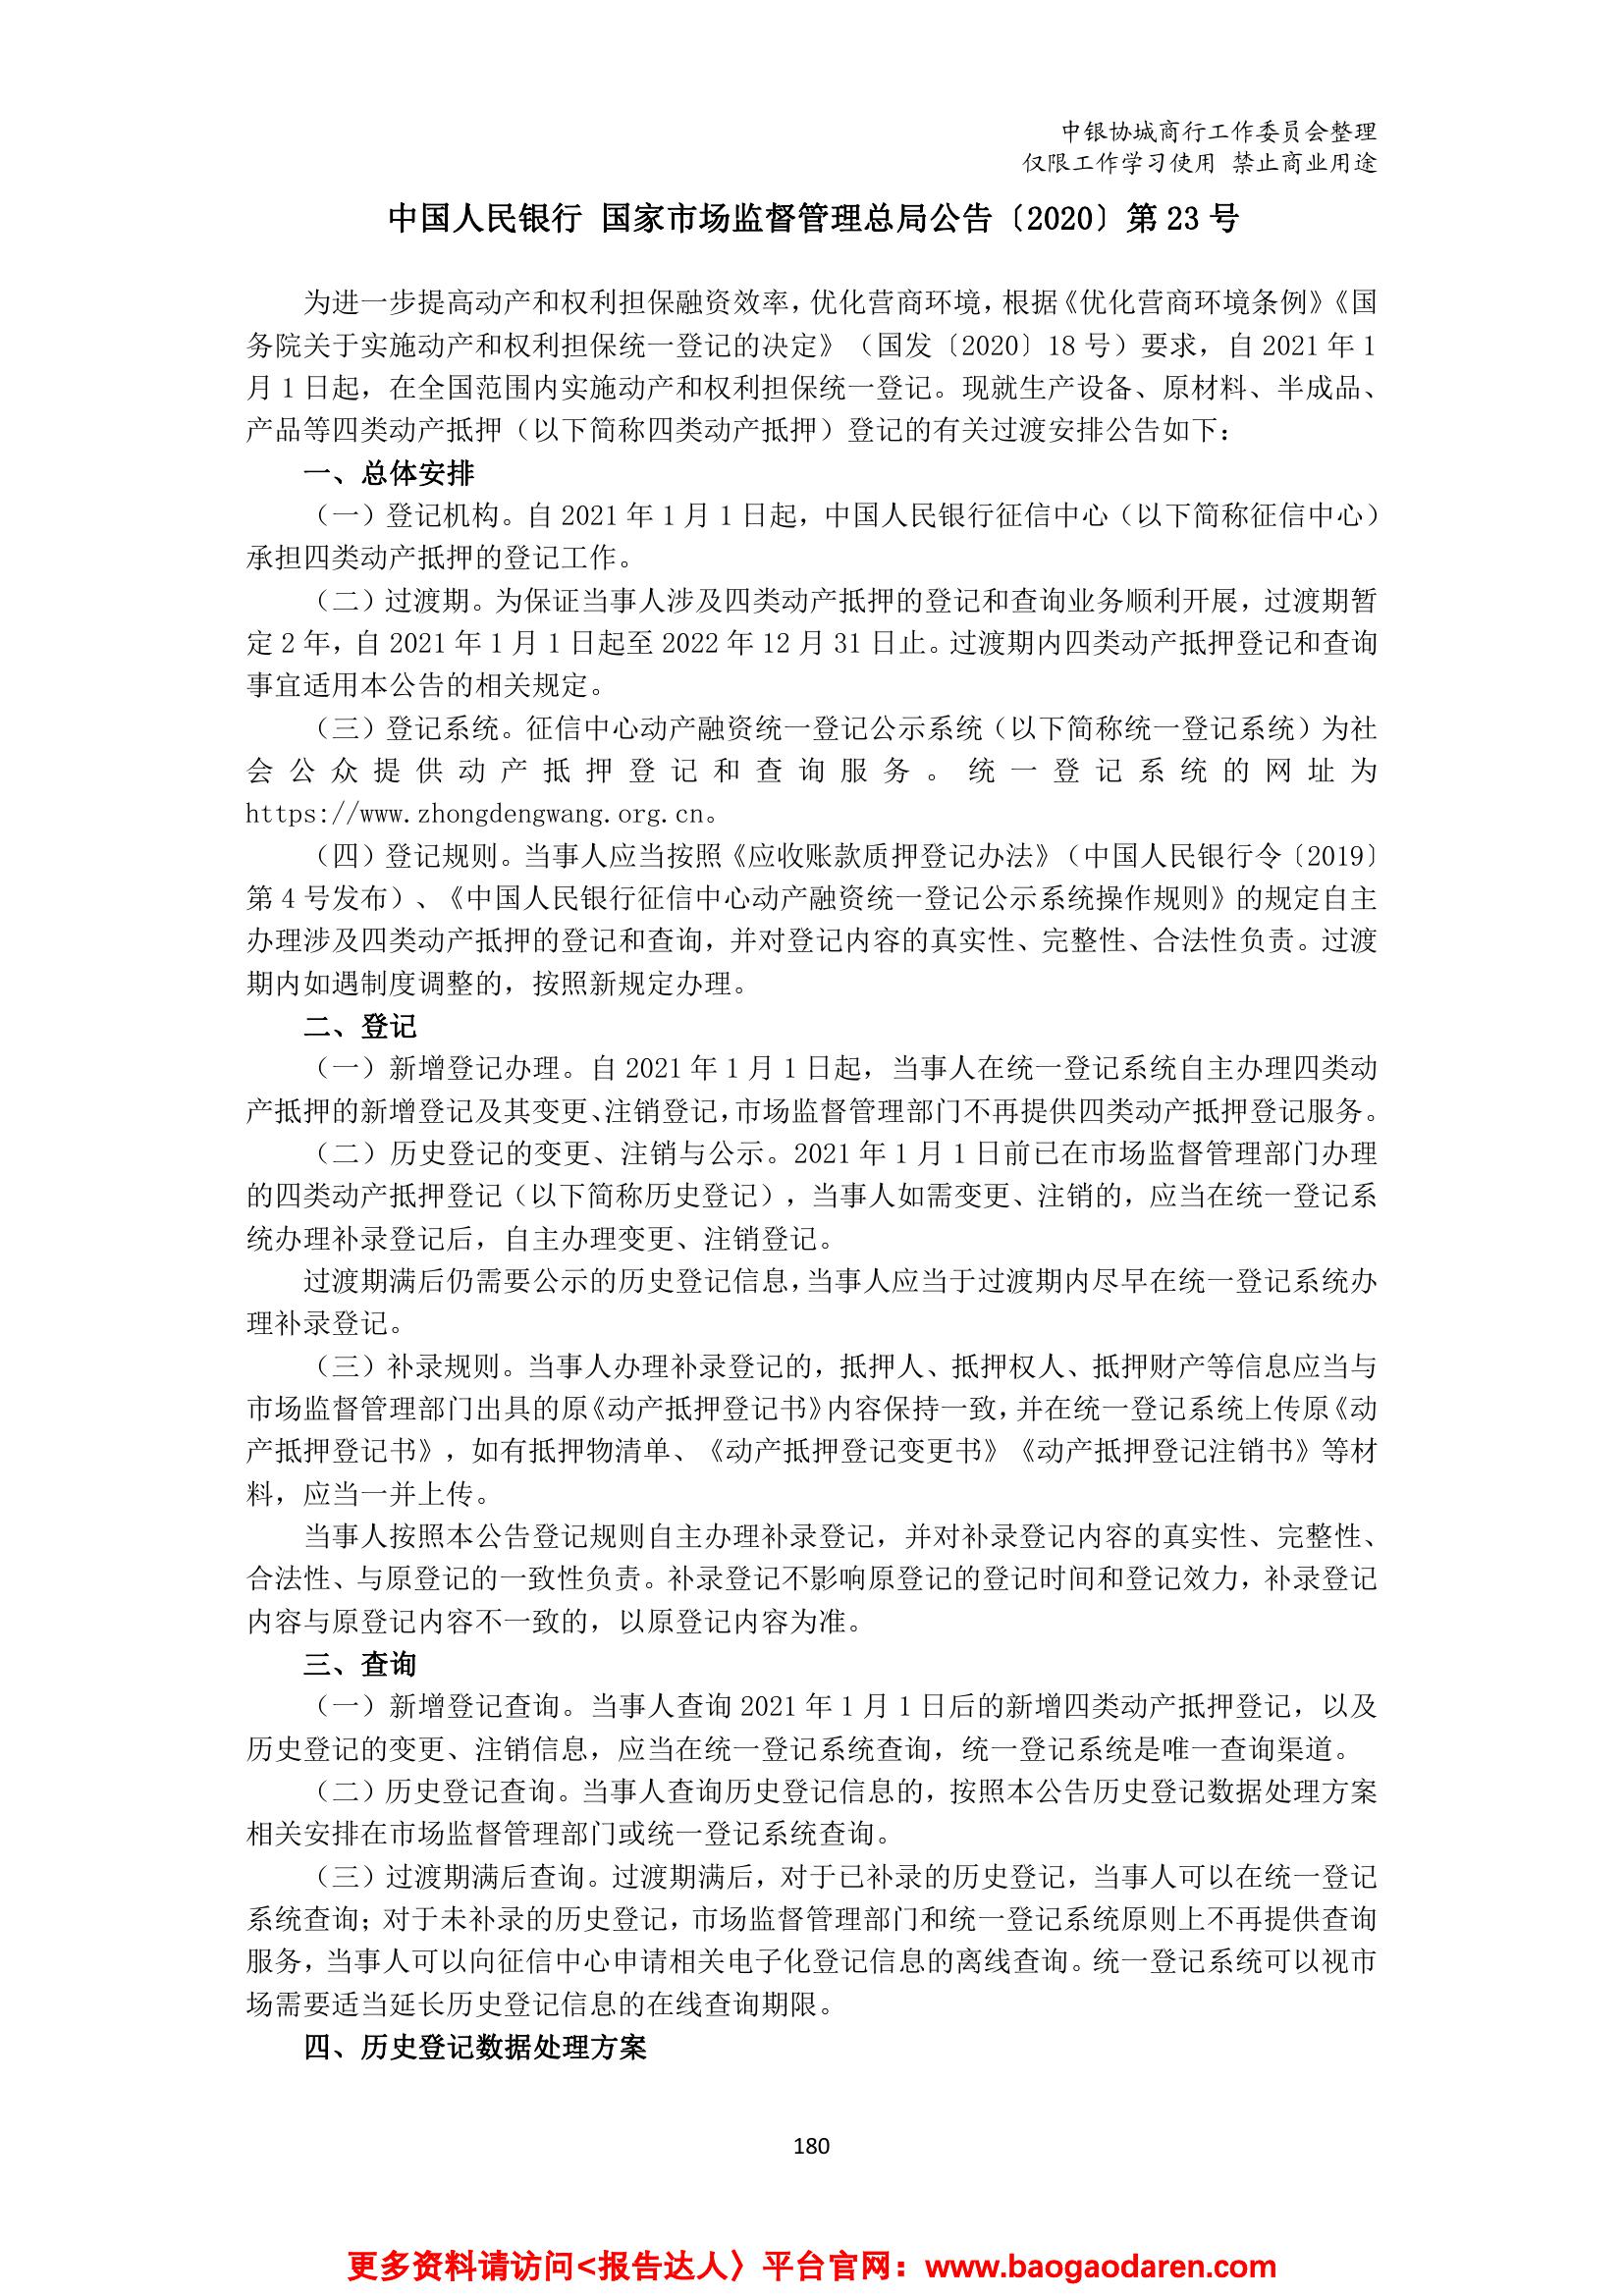 中银协城商行工作委员会整理
仅限工作学习使用 禁止商业用途
中国人民银行 国家市场监督管理总局公告〔2020〕第 23 号
为进一步提高动产和权利担保融资效率，优化营商环境，根据《优化营商环境条例》《国
务院关于实施动产和权利担保统一登记的决定》（国发〔2020〕18 号）要求，自 2021 年 1
月 1 日起，在全国范围内实施动产和权利担保统一登记。现就生产设备、原材料、半成品、
产品等四类动产抵押（以下简称四类动产抵押）登记的有关过渡安排公告如下：
一、总体安排
（一）登记机构。自 2021 年 1 月 1 日起，中国人民银行征信中心（以下简称征信中心）
承担四类动产抵押的登记工作。
（二）过渡期。为保证当事人涉及四类动产抵押的登记和查询业务顺利开展，过渡期暂
定 2 年，自 2021 年 1 月 1 日起至 2022 年 12 月 31 日止。过渡期内四类动产抵押登记和查询
事宜适用本公告的相关规定。
（三）登记系统。征信中心动产融资统一登记公示系统（以下简称统一登记系统）为社
会公众提供动产抵押登记和查询服务。统一登记系统的网址为
https://www.zhongdengwang.org.cn。
（四）登记规则。当事人应当按照《应收账款质押登记办法》（中国人民银行令〔2019〕
第 4 号发布）、《中国人民银行征信中心动产融资统一登记公示系统操作规则》的规定自主
办理涉及四类动产抵押的登记和查询，并对登记内容的真实性、完整性、合法性负责。过渡
期内如遇制度调整的，按照新规定办理。
二、登记
（一）新增登记办理。自 2021 年 1 月 1 日起，当事人在统一登记系统自主办理四类动
产抵押的新增登记及其变更、注销登记，市场监督管理部门不再提供四类动产抵押登记服务。
（二）历史登记的变更、注销与公示。2021 年 1 月 1 日前已在市场监督管理部门办理
的四类动产抵押登记（以下简称历史登记），当事人如需变更、注销的，应当在统一登记系
统办理补录登记后，自主办理变更、注销登记。
过渡期满后仍需要公示的历史登记信息，当事人应当于过渡期内尽早在统一登记系统办
理补录登记。
（三）补录规则。当事人办理补录登记的，抵押人、抵押权人、抵押财产等信息应当与
市场监督管理部门出具的原《动产抵押登记书》内容保持一致，并在统一登记系统上传原《动
产抵押登记书》，如有抵押物清单、《动产抵押登记变更书》《动产抵押登记注销书》等材
料，应当一并上传。
当事人按照本公告登记规则自主办理补录登记，并对补录登记内容的真实性、完整性、
合法性、与原登记的一致性负责。补录登记不影响原登记的登记时间和登记效力，补录登记
内容与原登记内容不一致的，以原登记内容为准。
三、查询
（一）新增登记查询。当事人查询 2021 年 1 月 1 日后的新增四类动产抵押登记，以及
历史登记的变更、注销信息，应当在统一登记系统查询，统一登记系统是唯一查询渠道。
（二）历史登记查询。当事人查询历史登记信息的，按照本公告历史登记数据处理方案
相关安排在市场监督管理部门或统一登记系统查询。
（三）过渡期满后查询。过渡期满后，对于已补录的历史登记，当事人可以在统一登记
系统查询；对于未补录的历史登记，市场监督管理部门和统一登记系统原则上不再提供查询
服务，当事人可以向征信中心申请相关电子化登记信息的离线查询。统一登记系统可以视市
场需要适当延长历史登记信息的在线查询期限。
四、历史登记数据处理方案
180
更多资料请访问<报告达人〉平台官网：www.baogaodaren.com